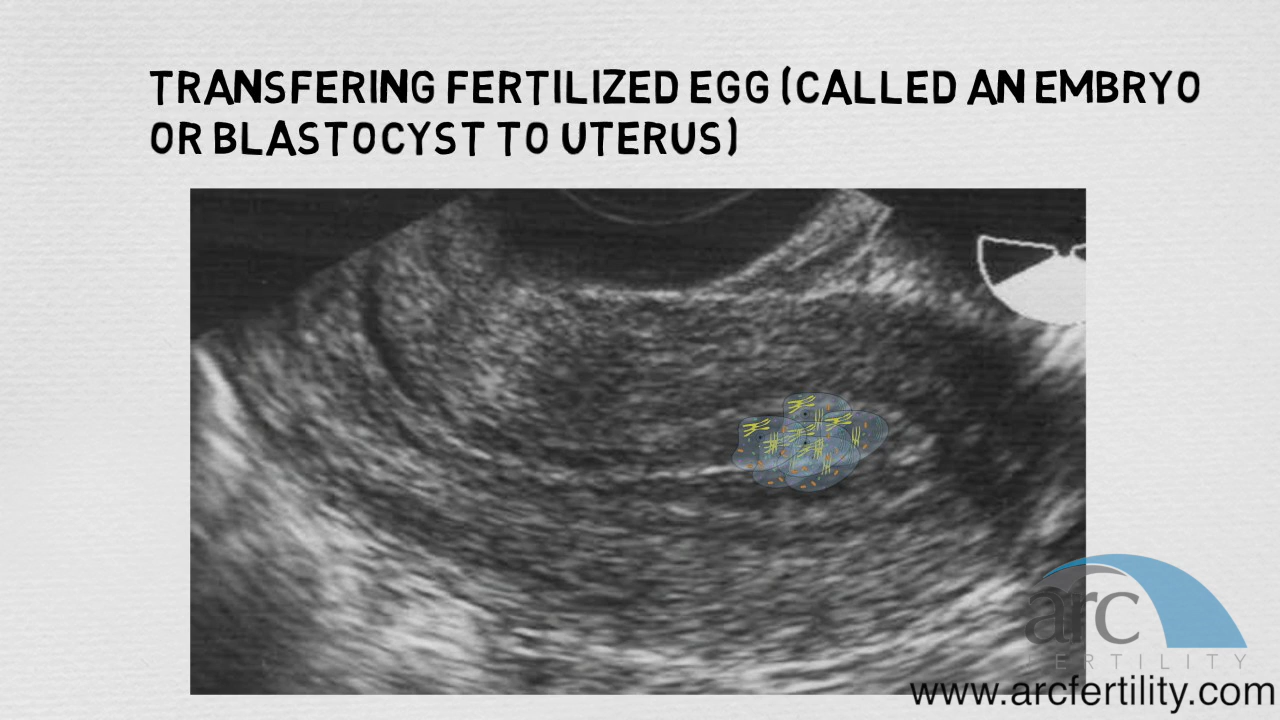 TRANSFERING FERTILIZED EGG (CALLED AN EMBRYO
OR BLASTOCYST TO UTERUS)
arc
FERTILITY
www.arcfertility.com